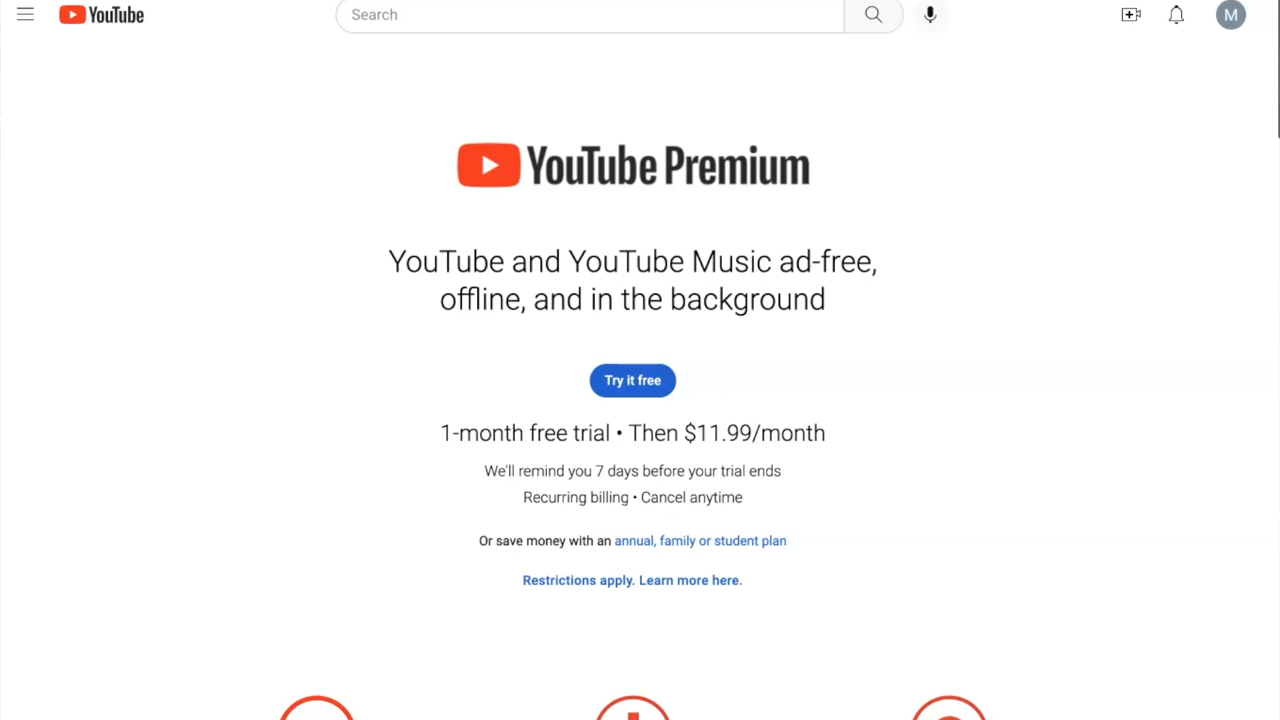 YouTube
Search
M
YouTube Premium
YouTube and YouTube Music ad-free,
offline, and in the background
Try it free
1-month free trial • Then $11.99/month
We'll remind you 7 days before your trial ends
Recurring billing • Cancel anytime
Or save money with an annual, family or student plan
Restrictions apply. Learn more here.